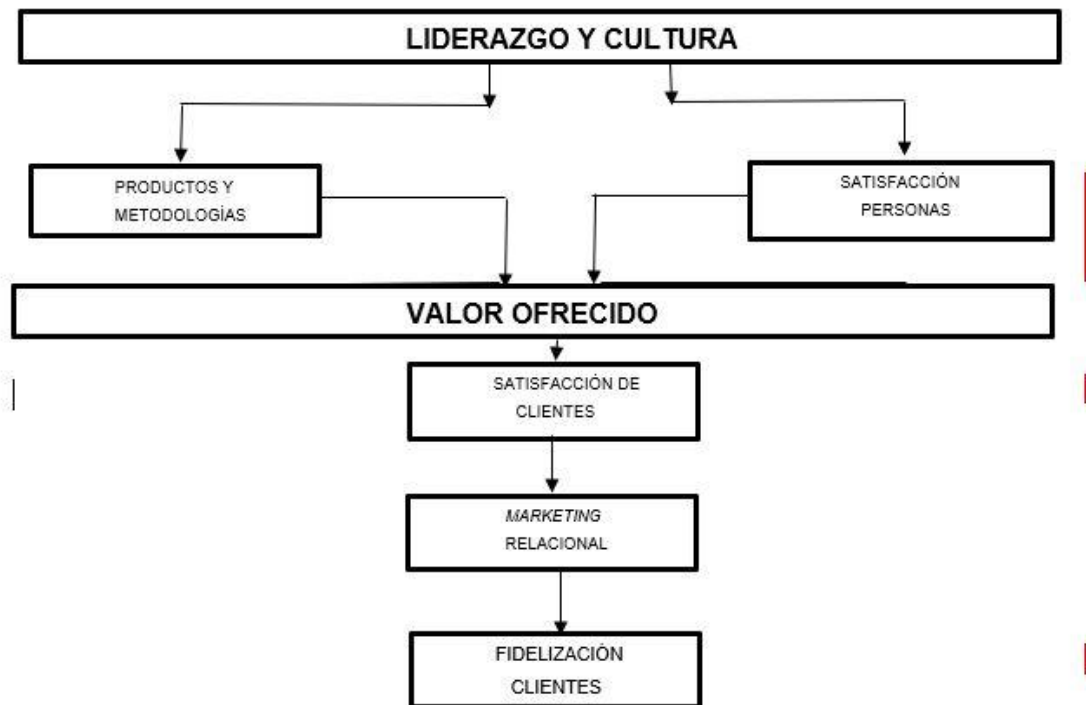 LIDERAZGO Y CULTURA
PRODUCTOS Y
METODOLOGÍAS
SATISFACCIÓN
PERSONAS
VALOR OFRECIDO
SATISFACCIÓN DE
CLIENTES
MARKETING
RELACIONAL
FIDELIZACIÓN
CLIENTES